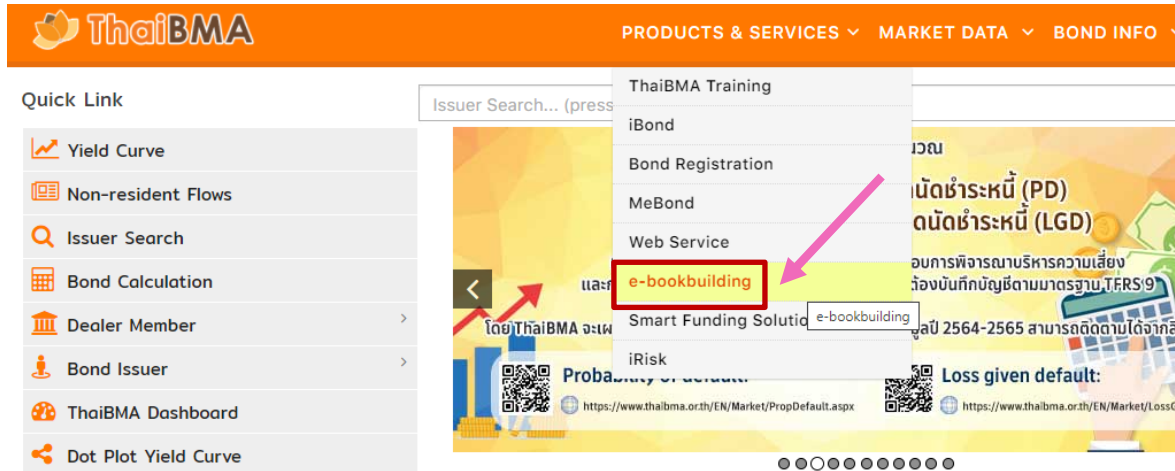 ThaiBMA
PRODUCTS & SERVICES MARKET DATA BOND INFO
Quick Link
Yield Curve
Non-resident Flows
Issuer Search
Bond Calculation
Dealer Member
Bond Issuer
ThaiBMA Dashboard
Dot Plot Yield Curve
Issuer Search... (press
ThaiBMA Training
iBond
Bond Registration
MeBond
Web Service
e-bookbuilding
Smart Funding Solutio
e-bookbuilding
iRisk
นัดชำระหนี้ (PD)
นัดชำระหนี้ (LGD)
อบการพิจารณาบริหารความเสี่ยง
และ
ต้องบันทึกบัญชีตามมาตรฐาน TFRS 9
โดย ThaiBMA จะเผ
ปี 2564-2565 สามารถติดตามได้จาก
Probability of default:
https://www.thaibma.or.th/EN/Market/PropDefault.aspx
Loss given default:
https://www.thaibma.or.th/EN/Market/Loss